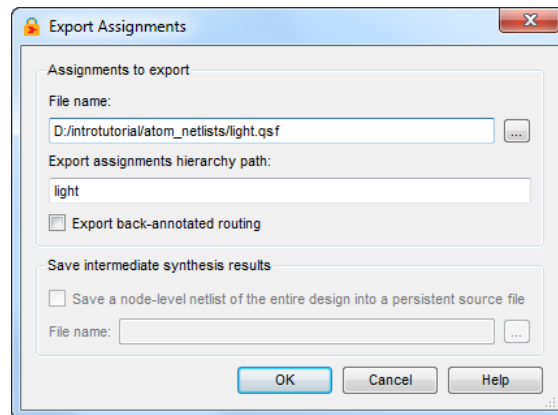 Export Assignments
Assignments to export
File name:
D:/introtutorial/atom_netlists/light.qsf
...
Export assignments hierarchy path:
light
Export back-annotated routing
Save intermediate synthesis results
Save a node-level netlist of the entire design into a persistent source file
File name:
...
OK Cancel Help